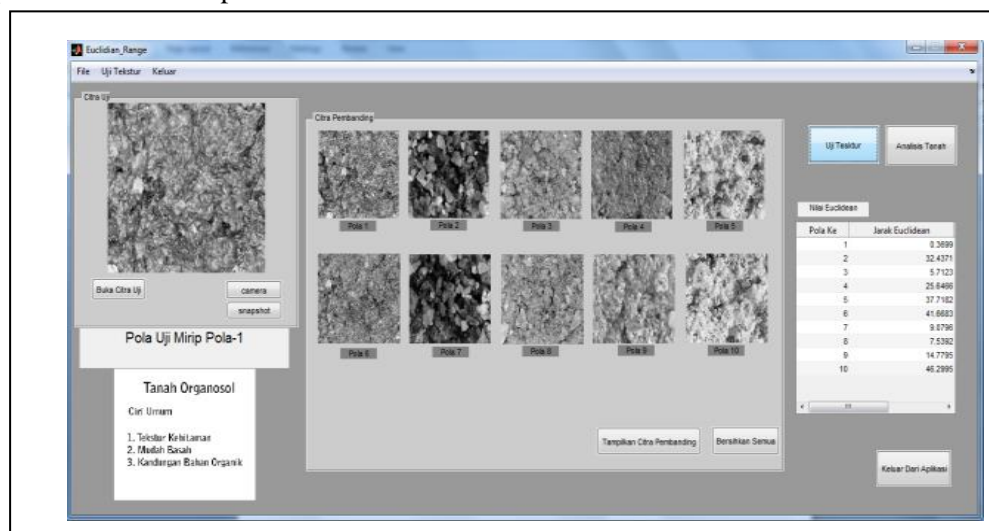 Euclidian_Range
File Uji Tekstur Keluar
Citra Uji
Buka Citra Uji
camera
snapshot
Pola Uji Mirip Pola-1
Tanah Organosol
Ciri Umum
1. Tekstur Kehitaman
2. Mudah Basah
3. Kandungan Bahan Organik
Citra Pembanding
Pola 1 Pola 2 Pola 3 Pola 4 Pola 5
Pola 6 Pola 7 Pola 8 Pola 9 Pola 10
Tampilkan Citra Pembanding
Bersihkan Semua
Uji Tesktur
Analisis Tanah
Nilai Euclidean
Pola Ke Jarak Euclidean
1 0.3699
2 32.4371
3 5.7123
4 25.6466
5 37.7182
6 41.6683
7 9.0796
8 7.5392
9 14.7795
10 46.2995
Keluar Dari Aplikasi